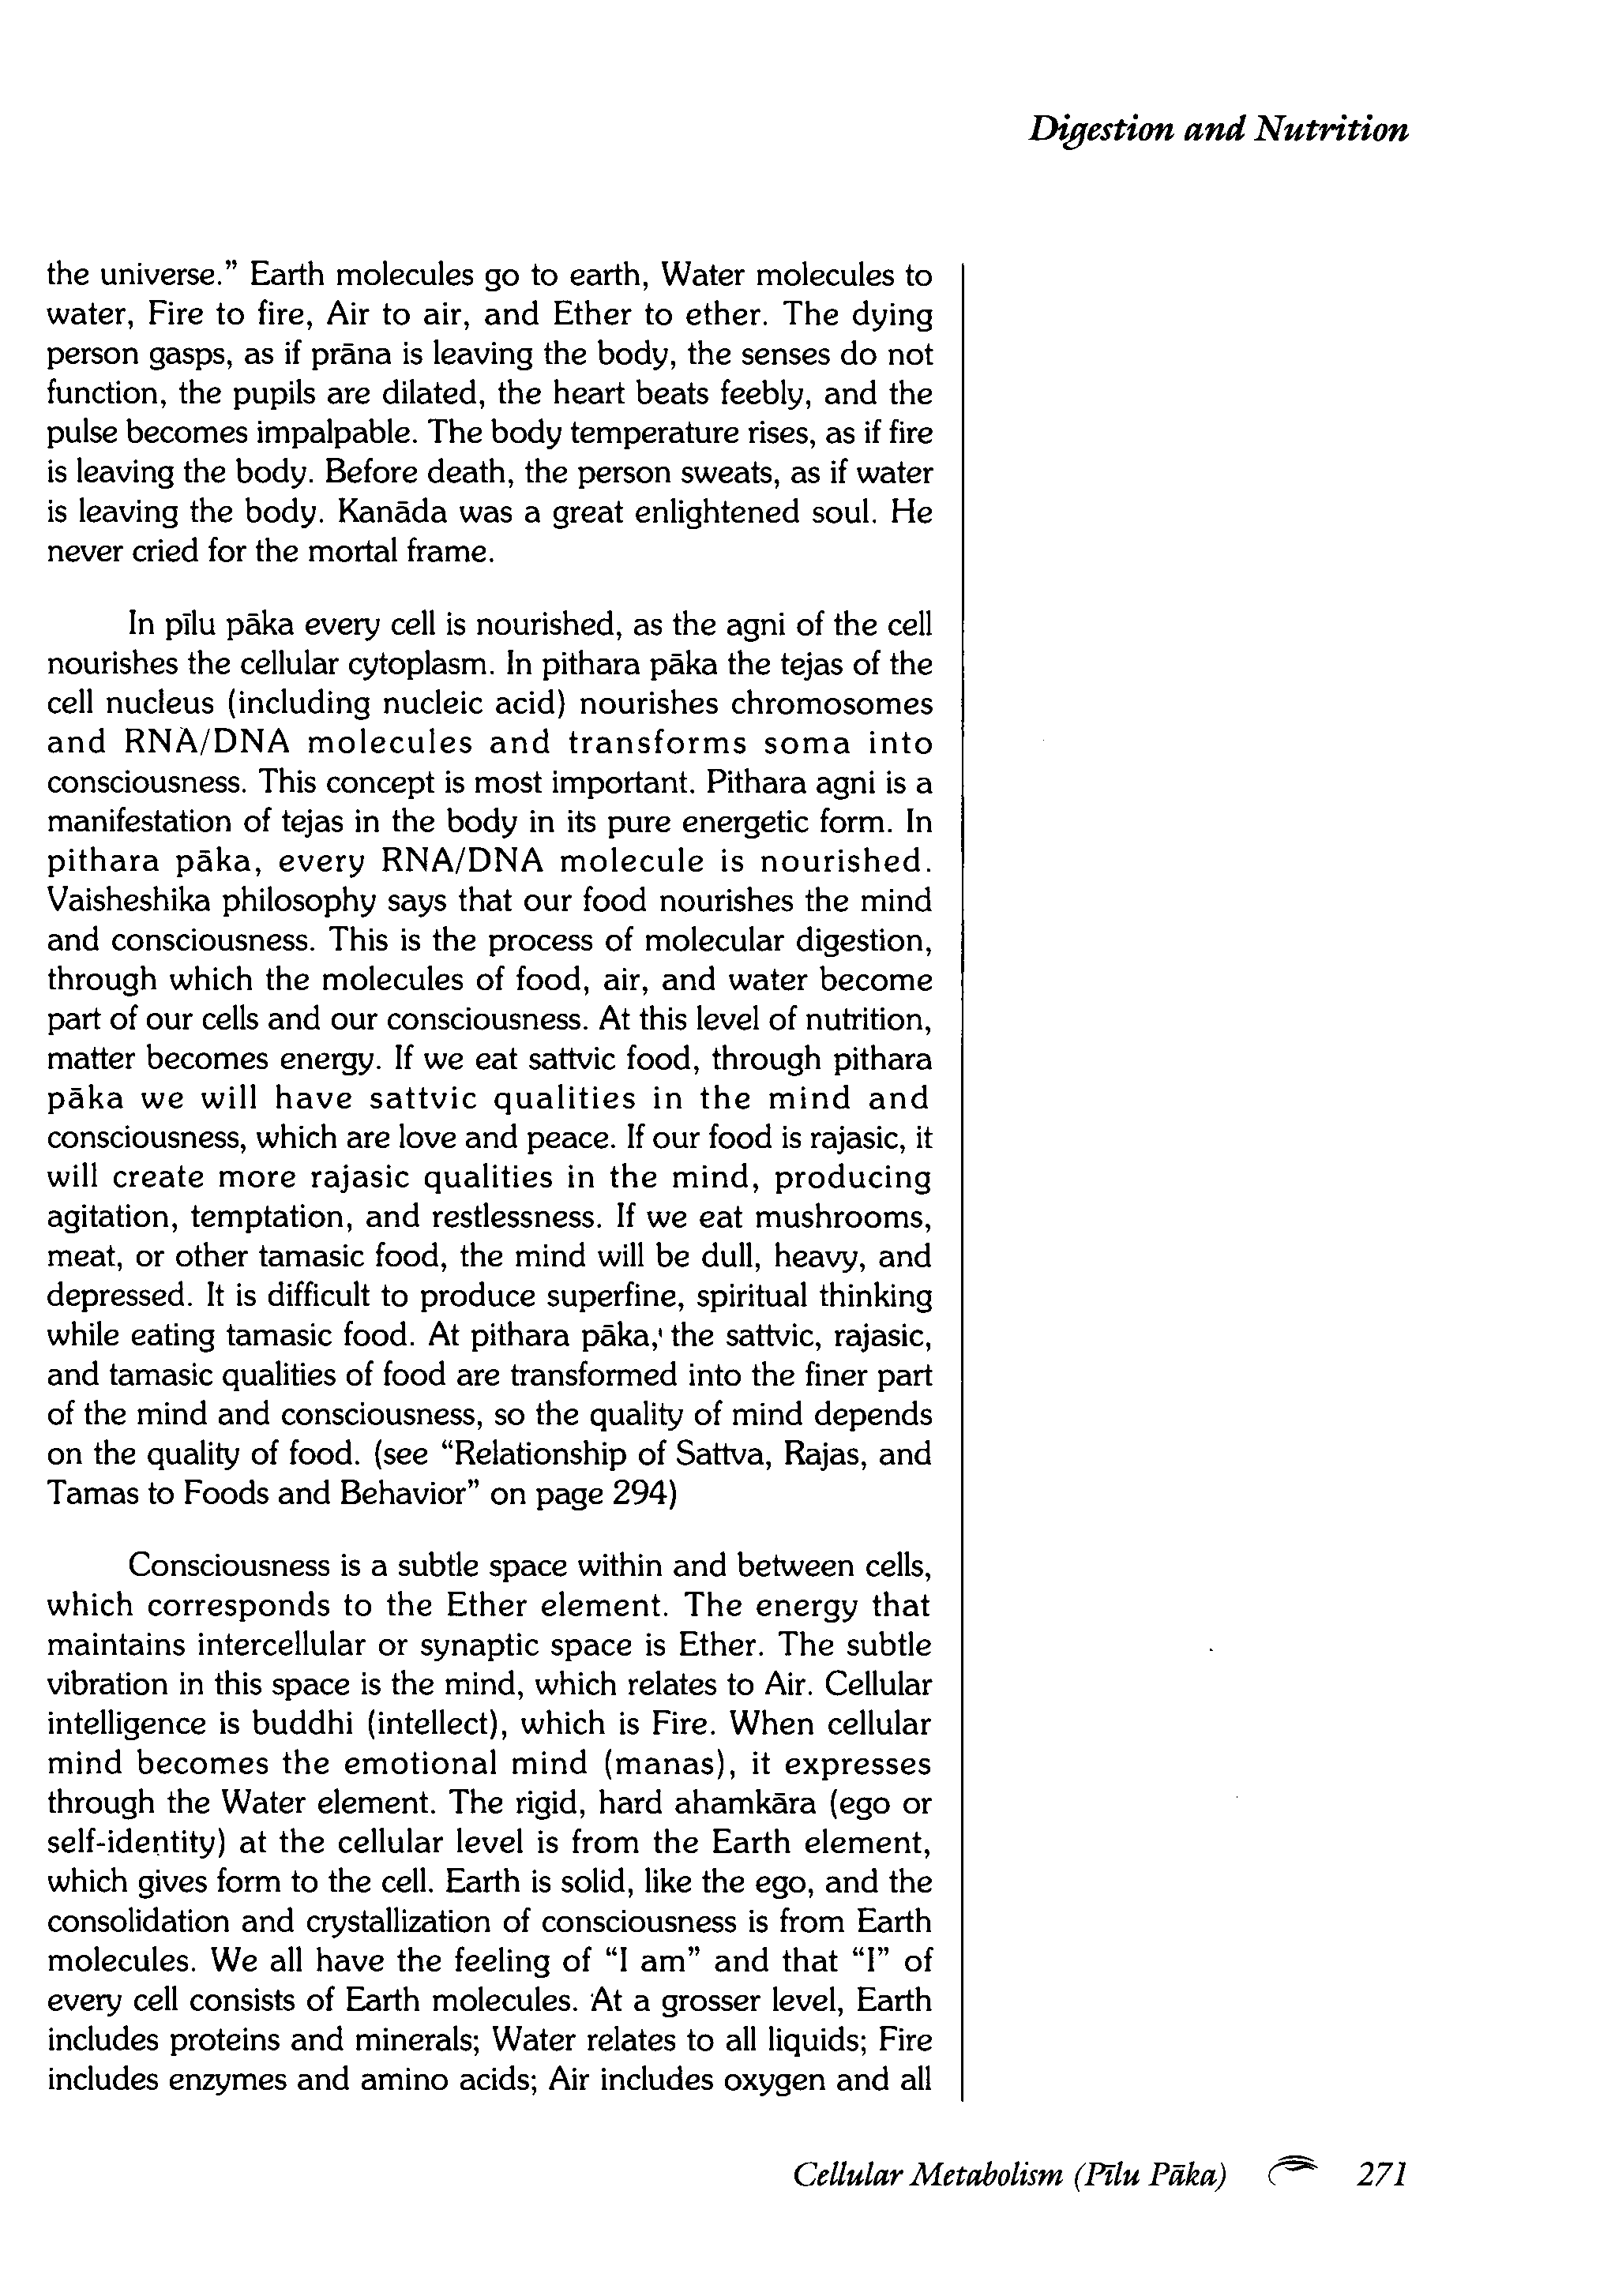 Digestion and Nutrition
the universe.” Earth molecules go to earth, Water molecules to
water, Fire to fire, Air to air, and Ether to ether. The dying
person gasps, as if prāna is leaving the body, the senses do not
function, the pupils are dilated, the heart beats feebly, and the
pulse becomes impalpable. The body temperature rises, as if fire
is leaving the body. Before death, the person sweats, as if water
is leaving the body. Kanāda was a great enlightened soul. He
never cried for the mortal frame.
In pīlu pāka every cell is nourished, as the agni of the cell
nourishes the cellular cytoplasm. In pithara pāka the tejas of the
cell nucleus (including nucleic acid) nourishes chromosomes
and RNA/DNA molecules and transforms soma into
consciousness. This concept is most important. Pithara agni is a
manifestation of tejas in the body in its pure energetic form. In
pithara pāka, every RNA/DNA molecule is nourished.
Vaisheshika philosophy says that our food nourishes the mind
and consciousness. This is the process of molecular digestion,
through which the molecules of food, air, and water become
part of our cells and our consciousness. At this level of nutrition,
matter becomes energy. If we eat sattvic food, through pithara
pāka we will have sattvic qualities in the mind and
consciousness, which are love and peace. If our food is rajasic, it
will create more rajasic qualities in the mind, producing
agitation, temptation, and restlessness. If we eat mushrooms,
meat, or other tamasic food, the mind will be dull, heavy, and
depressed. It is difficult to produce superfine, spiritual thinking
while eating tamasic food. At pithara pāka, the sattvic, rajasic,
and tamasic qualities of food are transformed into the finer part
of the mind and consciousness, so the quality of mind depends
on the quality of food. (see “Relationship of Sattva, Rajas, and
Tamas to Foods and Behavior” on page 294)
Consciousness is a subtle space within and between cells,
which corresponds to the Ether element. The energy that
maintains intercellular or synaptic space is Ether. The subtle
vibration in this space is the mind, which relates to Air. Cellular
intelligence is buddhi (intellect), which is Fire. When cellular
mind becomes the emotional mind (manas), it expresses
through the Water element. The rigid, hard ahamkāra (ego or
self-identity) at the cellular level is from the Earth element,
which gives form to the cell. Earth is solid, like the ego, and the
consolidation and crystallization of consciousness is from Earth
molecules. We all have the feeling of “I am” and that “I” of
every cell consists of Earth molecules. At a grosser level, Earth
includes proteins and minerals; Water relates to all liquids; Fire
includes enzymes and amino acids; Air includes oxygen and all
Cellular Metabolism (Pīlu Pāka) 271